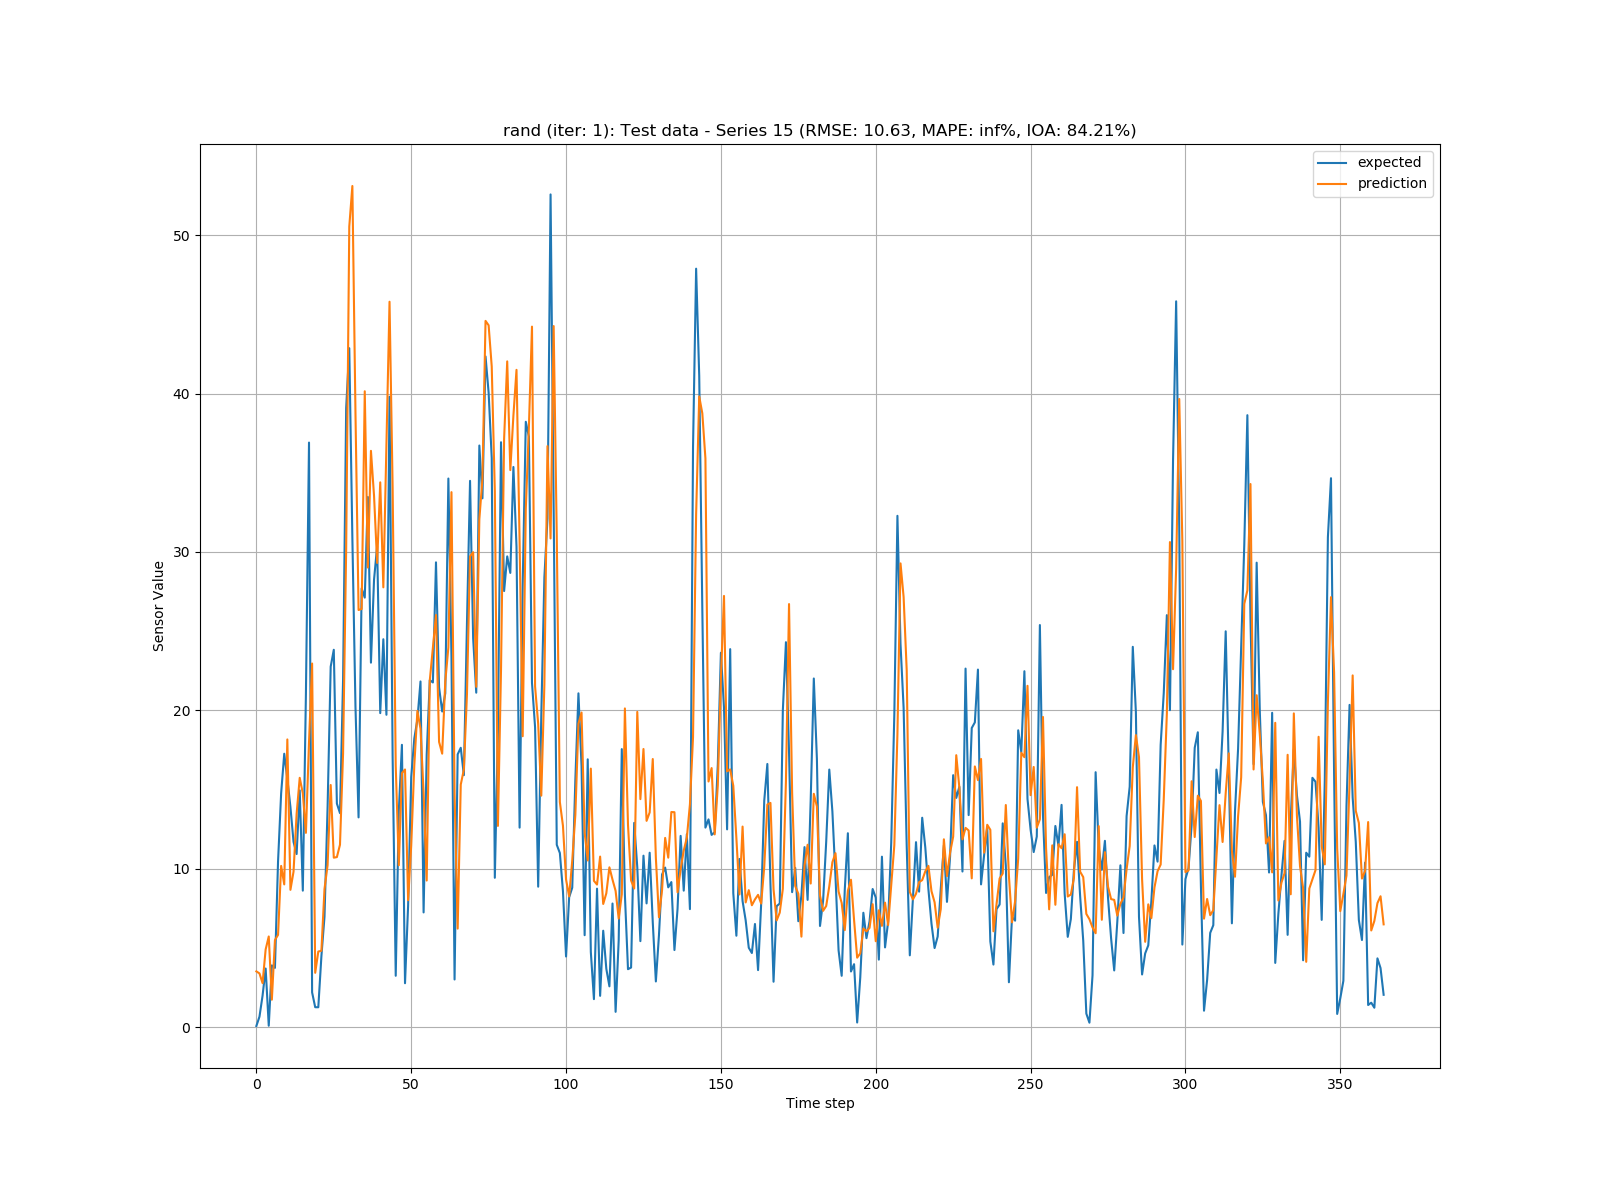 rand (iter: 1): Test data - Series 15 (RMSE: 10.63, MAPE: inf%, IOA: 84.21%)
expected
prediction
50
40
30
20
10
0
Sensor Value
0 50 100 150 200 250 300 350
Time step